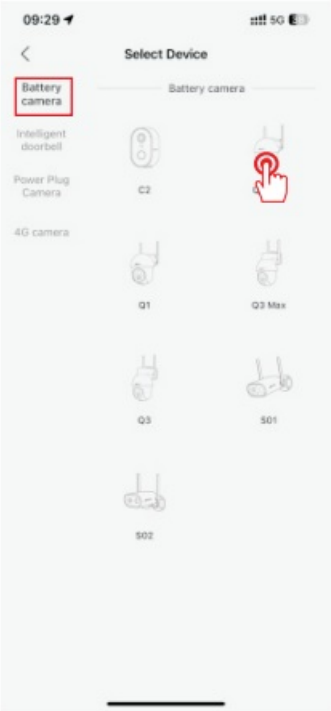 09:29
5G
Select Device
Battery
camera
Battery camera
Intelligent
doorbell
Power Plug
Camera
4G camera
C2
Q1
Q3 Max
Q3
S01
S02